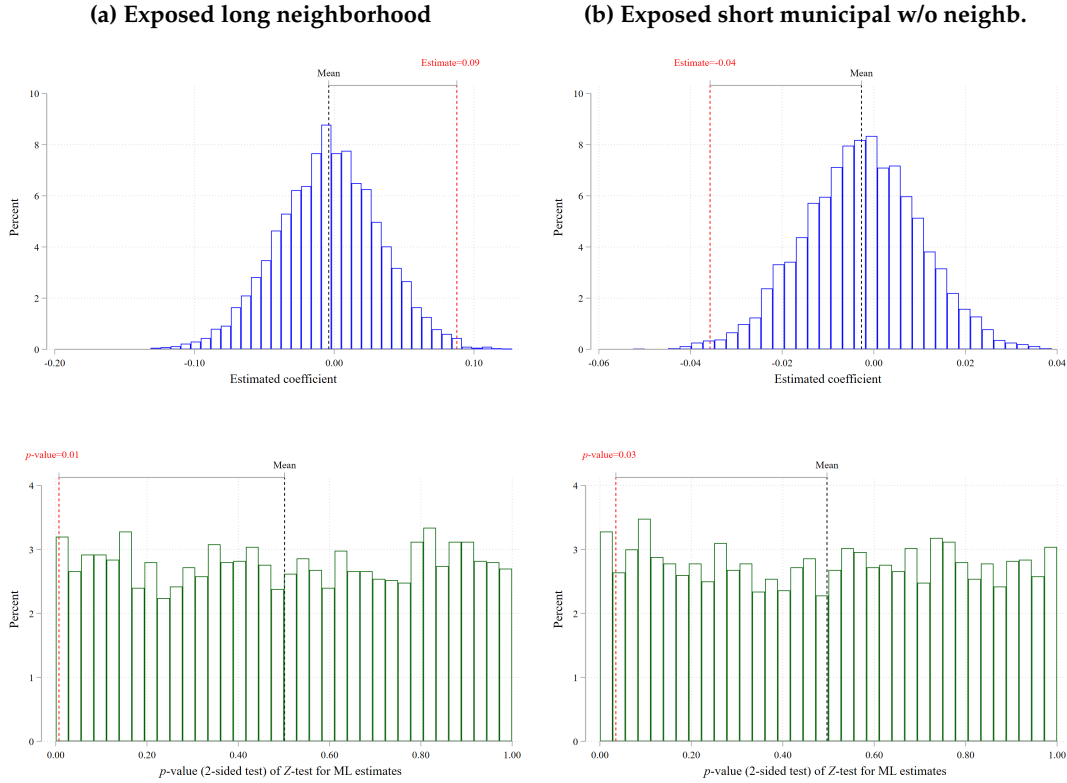 (a) Exposed long neighborhood
Estimate=0.09
Mean
10
8
6
4
2
0
Percent
-0.20
-0.10
0.00
0.10
Estimated coefficient
(b) Exposed short municipal w/o neighb.
Estimate=-0.04
Mean
10
8
6
4
2
0
Percent
-0.06
-0.04
-0.02
0.00
0.02
0.04
Estimated coefficient
p-value=0.01
Mean
4
3
2
1
0
Percent
0.00
0.20
0.40
0.60
0.80
1.00
p-value (2-sided test) of Z-test for ML estimates
p-value=0.03
Mean
4
3
2
1
0
Percent
0.00
0.20
0.40
0.60
0.80
1.00
p-value (2-sided test) of Z-test for ML estimates